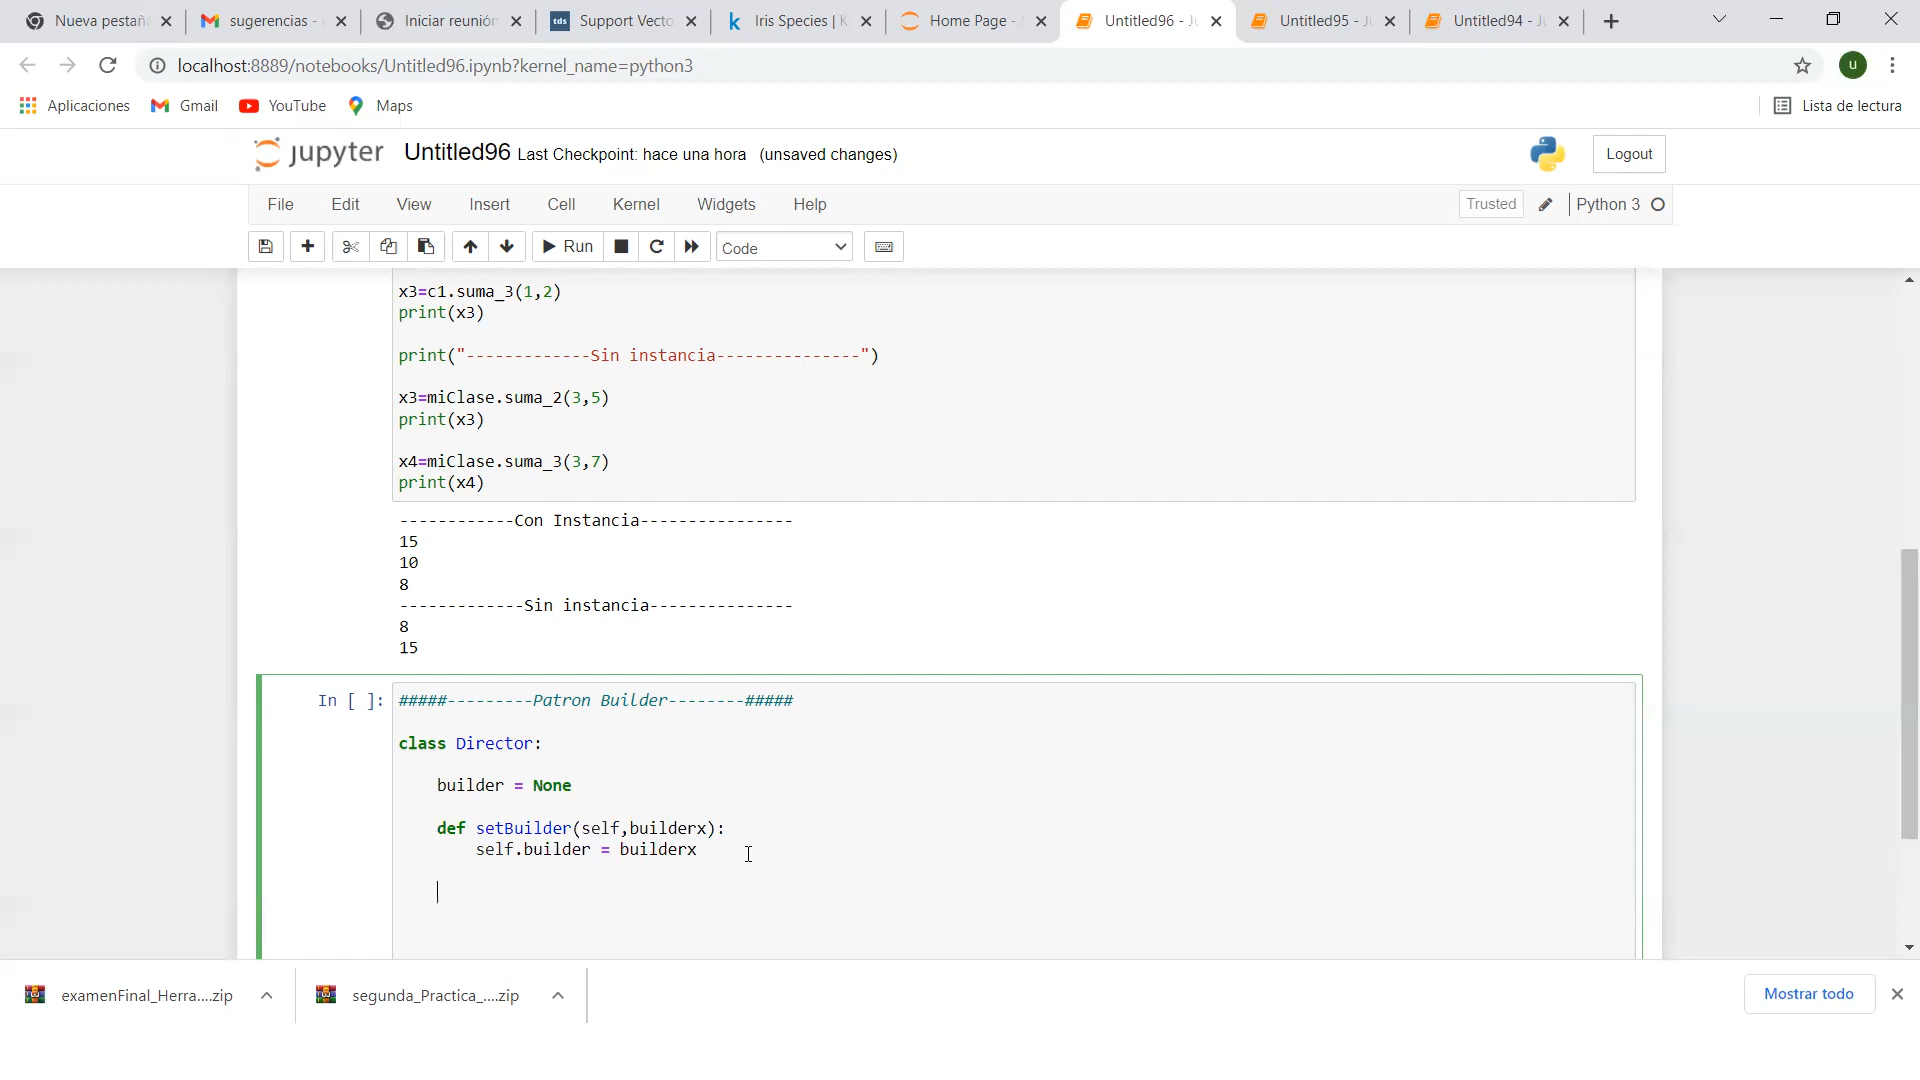 Nueva pestañ
sugerencias -
Iniciar reunión
tds Support Vecto
k Iris Species | K
Home Page -
Untitled96 - Ju
Untitled95 - Ju
Untitled94 - Ju
localhost:8889/notebooks/Untitled96.ipynb?kernel_name=python3
u
Aplicaciones Gmail YouTube Maps Lista de lectura
jupyter Untitled96 Last Checkpoint: hace una hora (unsaved changes) Logout
File Edit View Insert Cell Kernel Widgets Help Trusted Python 3
Run Code
x3=c1.suma_3(1,2)
print(x3)
print("-------------Sin instancia---------------")
x3=miClase.suma_2(3,5)
print(x3)
x4=miClase.suma_3(3,7)
print(x4)
------------Con Instancia----------------
15
10
8
-------------Sin instancia---------------
8
15
In [ ]: #####---------Patron Builder--------#####
class Director:
builder = None
def setBuilder(self,builderx):
self.builder = builderx
examenFinal_Herra....zip segunda_Practica_....zip Mostrar todo